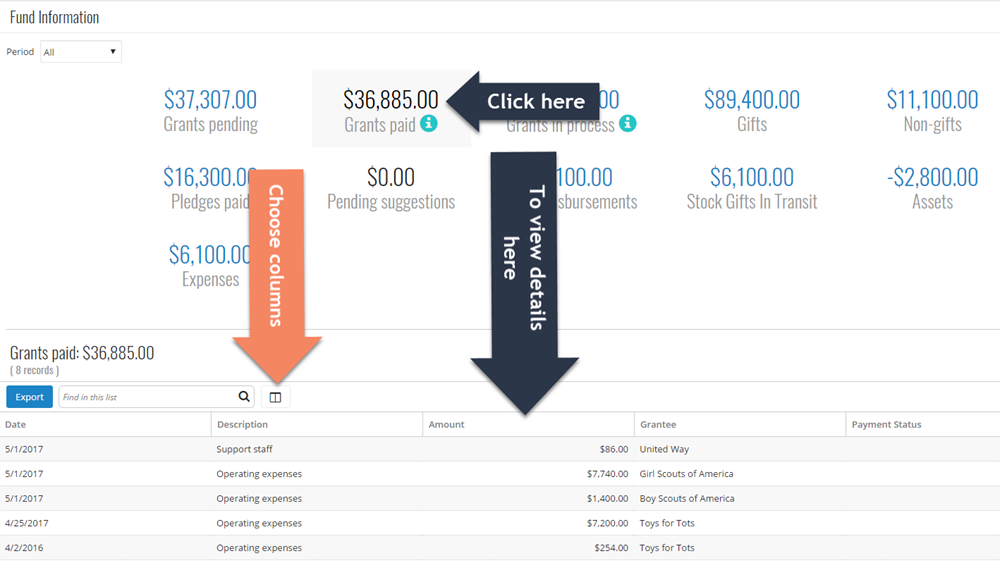 Fund Information
Period All
$37,307.00 $36,885.00 Click here 00 $89,400.00 $11,100.00
Grants pending Grants paid i Grants in process i Gifts Non-gifts
$16,300.00 $0.00 100.00 $6,100.00 -$2,800.00
Pledges paid Pending suggestions Stock Gifts In Transit Assets
$6,100.00
Expenses
Choose columns
To view details
here
Grants paid: $36,885.00
( 8 records )
Export Find in this list
Date Description Amount Grantee Payment Status
5/1/2017 Support staff $86.00 United Way
5/1/2017 Operating expenses $7,740.00 Girl Scouts of America
5/1/2017 Operating expenses $1,400.00 Boy Scouts of America
4/25/2017 Operating expenses $7,200.00 Toys for Tots
4/2/2016 Operating expenses $254.00 Toys for Tots